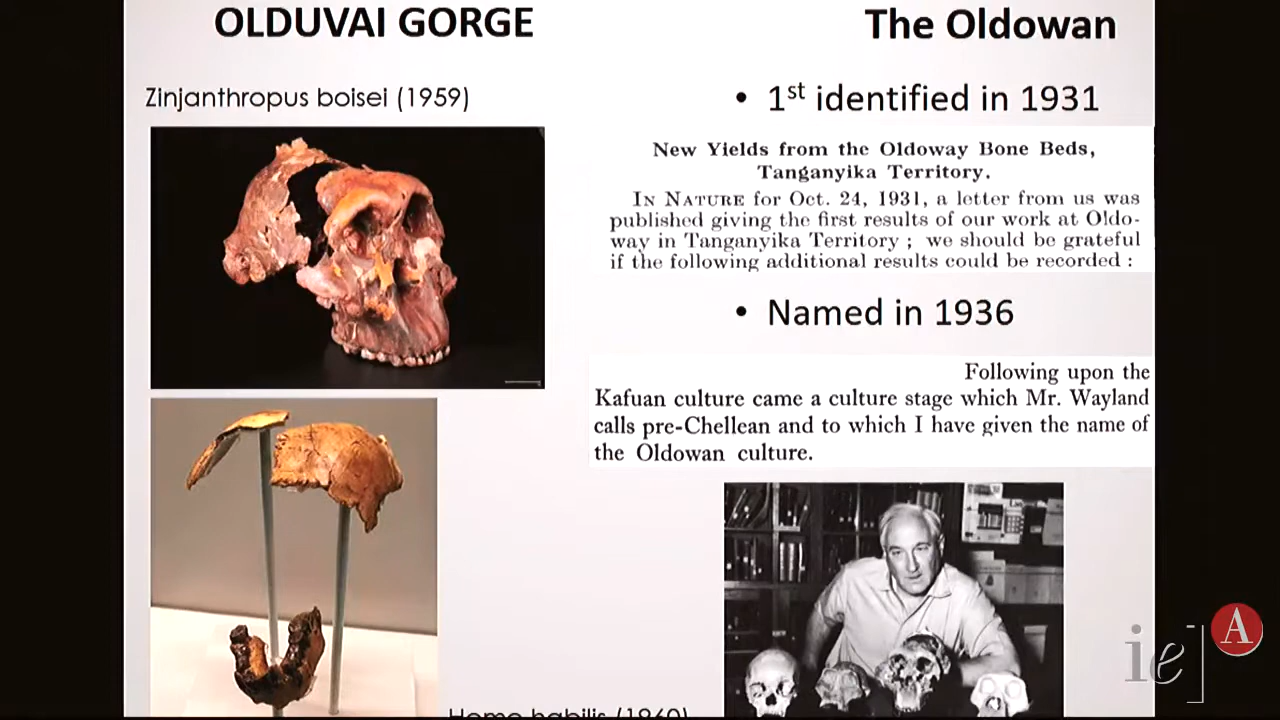 OLDUVAI GORGE
Zinjanthropus boisei (1959)
The Oldowan
• 1st identified in 1931
New Yields from the Oldoway Bone Beds,
Tanganyika Territory.
IN NATURE for Oct. 24, 1931, a letter from us was
published giving the first results of our work at Oldo-
way in Tanganyika Territory ; we should be grateful
if the following additional results could be recorded :
• Named in 1936
Following upon the
Kafuan culture came a culture stage which Mr. Wayland
calls pre-Chellean and to which I have given the name of
the Oldowan culture.
Homo habilis (1960)
ie]
A